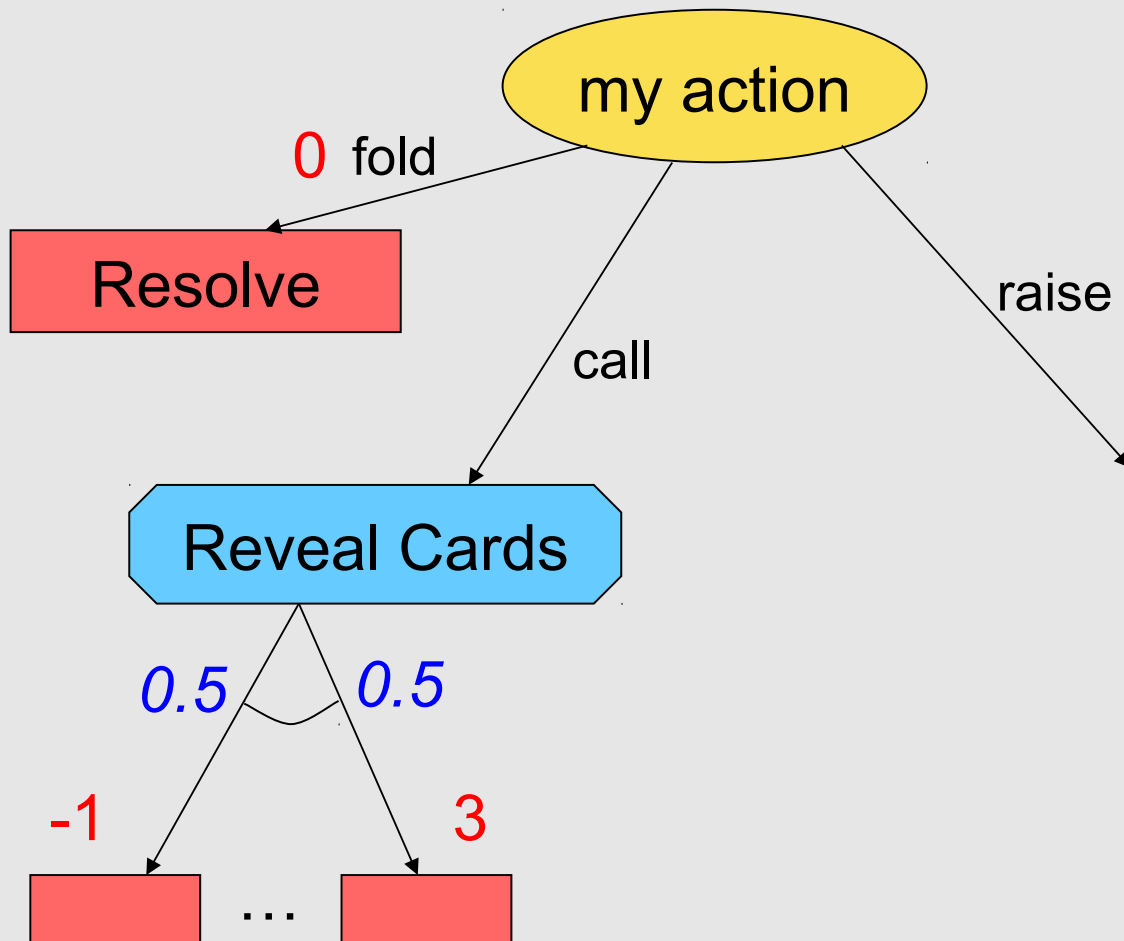 my action
0 fold
Resolve
raise
call
Reveal Cards
0.5 0.5
-1 3
...